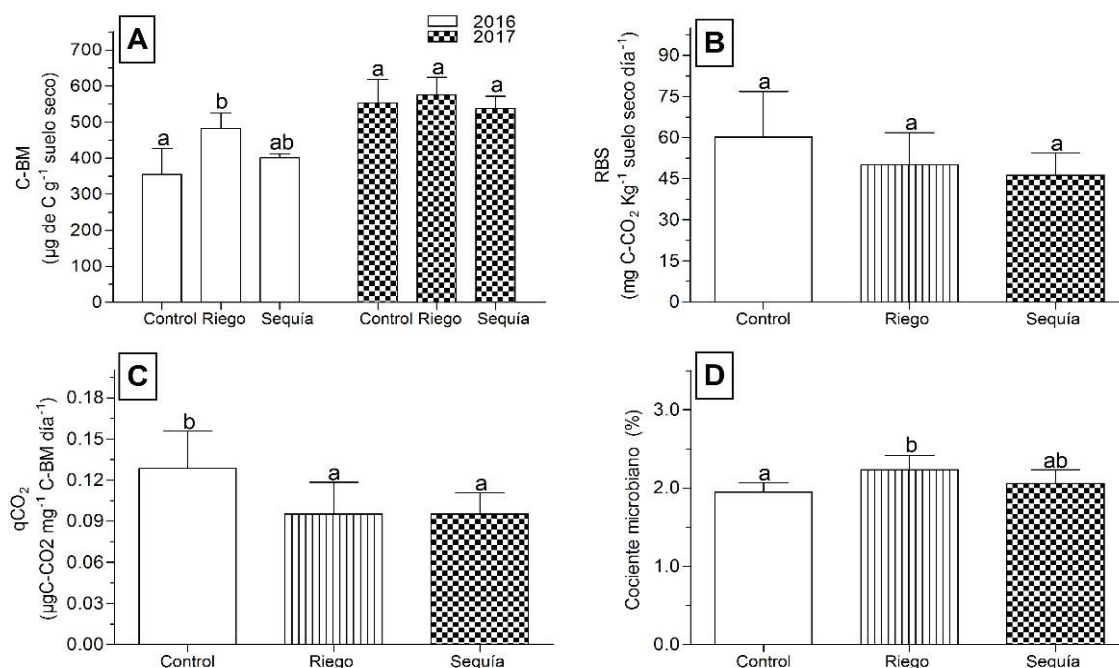 A
2016
2017
C-BM
(µg de C g⁻¹ suelo seco)
700
600
500
400
300
200
100
0
a
b
ab
a
a
a
Control Riego Sequía
Control Riego Sequía
B
RBS
(mg C-CO₂ Kg⁻¹ suelo seco día⁻¹)
90
75
60
45
30
15
0
a
a
a
Control Riego Sequía
C
qCO₂
(µgC-CO2 mg⁻¹ C-BM día⁻¹)
0.18
0.15
0.12
0.09
0.06
0.03
0.00
b
a
a
Control Riego Sequía
D
Cociente microbiano (%)
3.0
2.0
1.0
0.0
a
b
ab
Control Riego Sequía